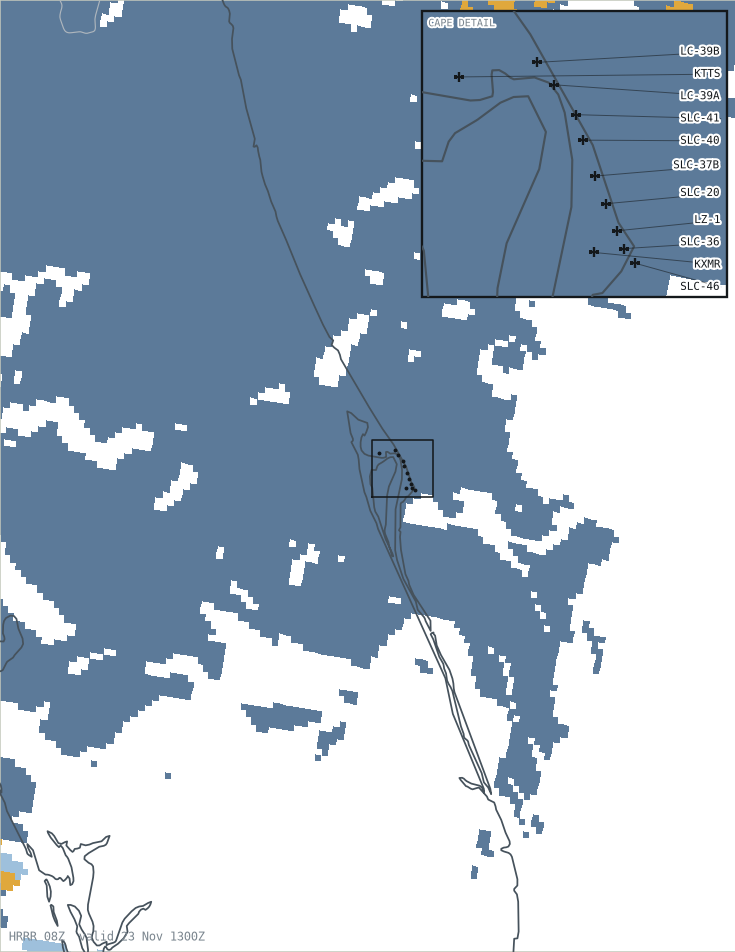 CAPE DETAIL
LC-39B
KTTS
LC-39A
SLC-41
SLC-40
SLC-37B
SLC-20
LZ-1
SLC-36
KXMR
SLC-46
HRRR 08Z  valid 23 Nov 1300Z